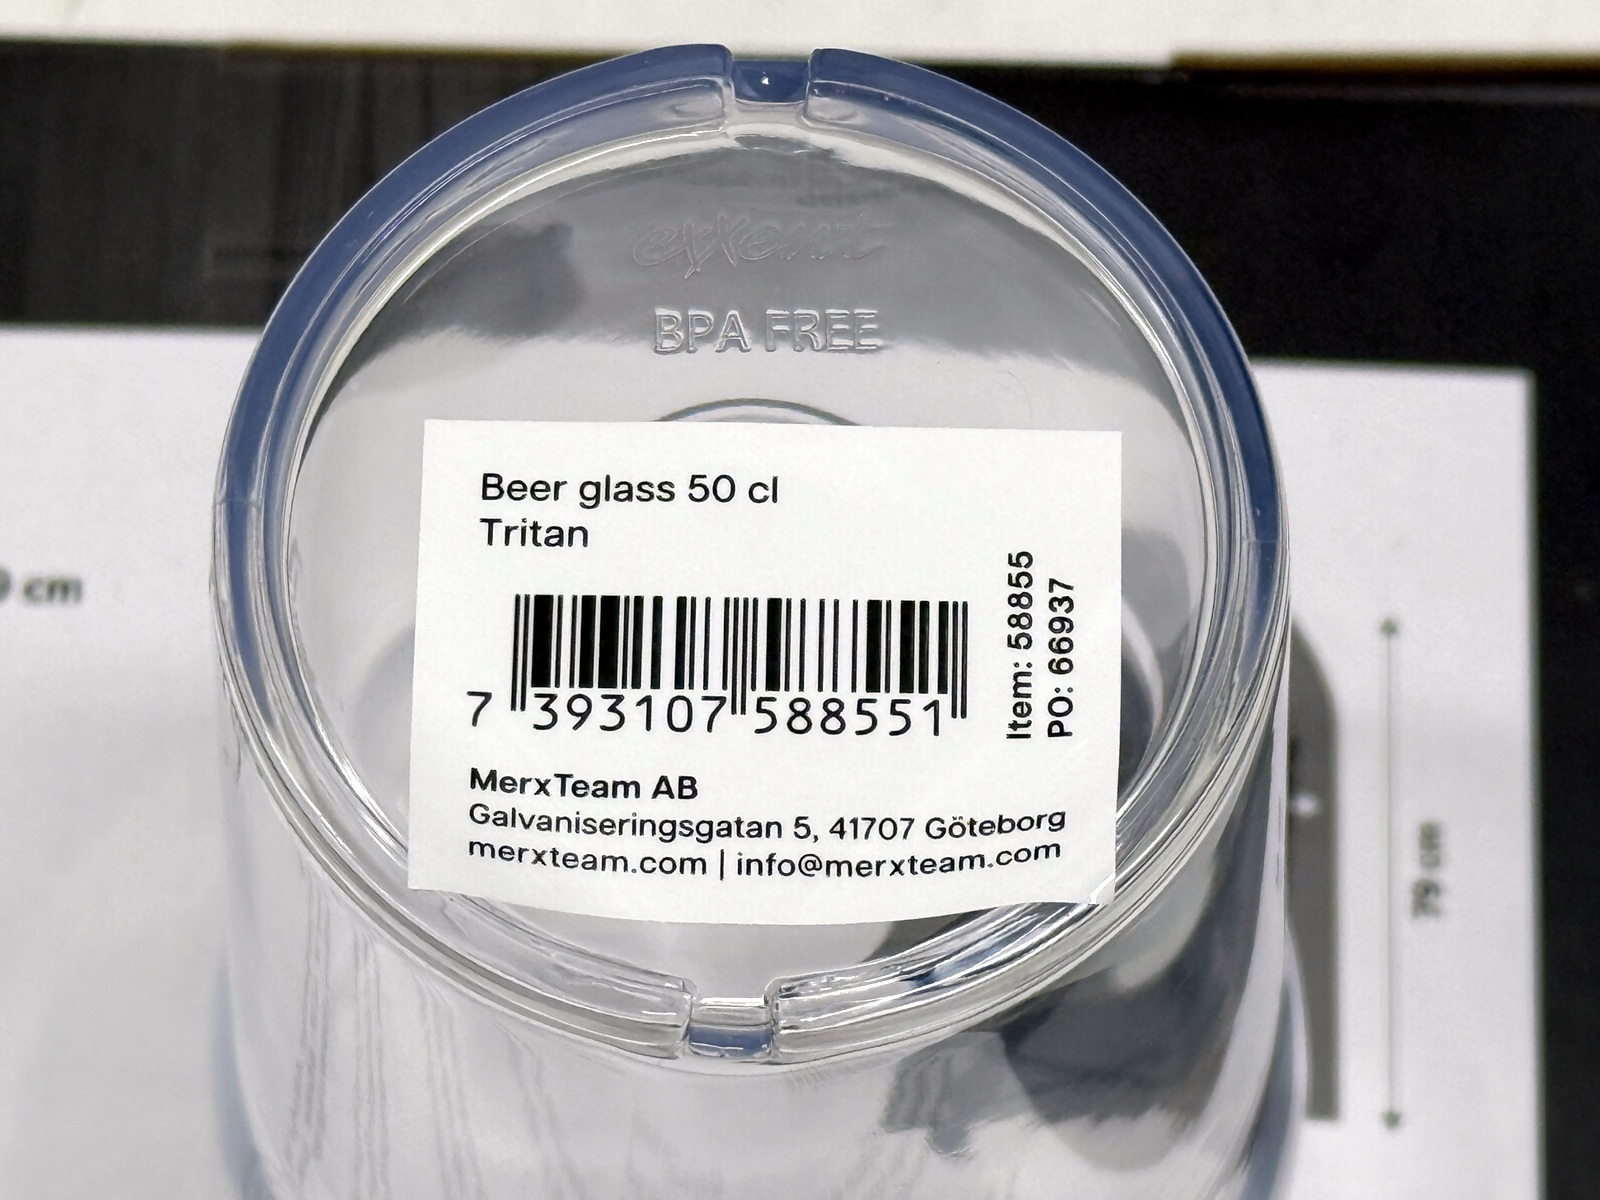 exxent
BPA FREE
Beer glass 50 cl
Tritan
7 393107 588551
Item: 58855
PO: 66937
MerxTeam AB
Galvaniseringsgatan 5, 41707 Göteborg
merxteam.com | info@merxteam.com
cm
79 cm